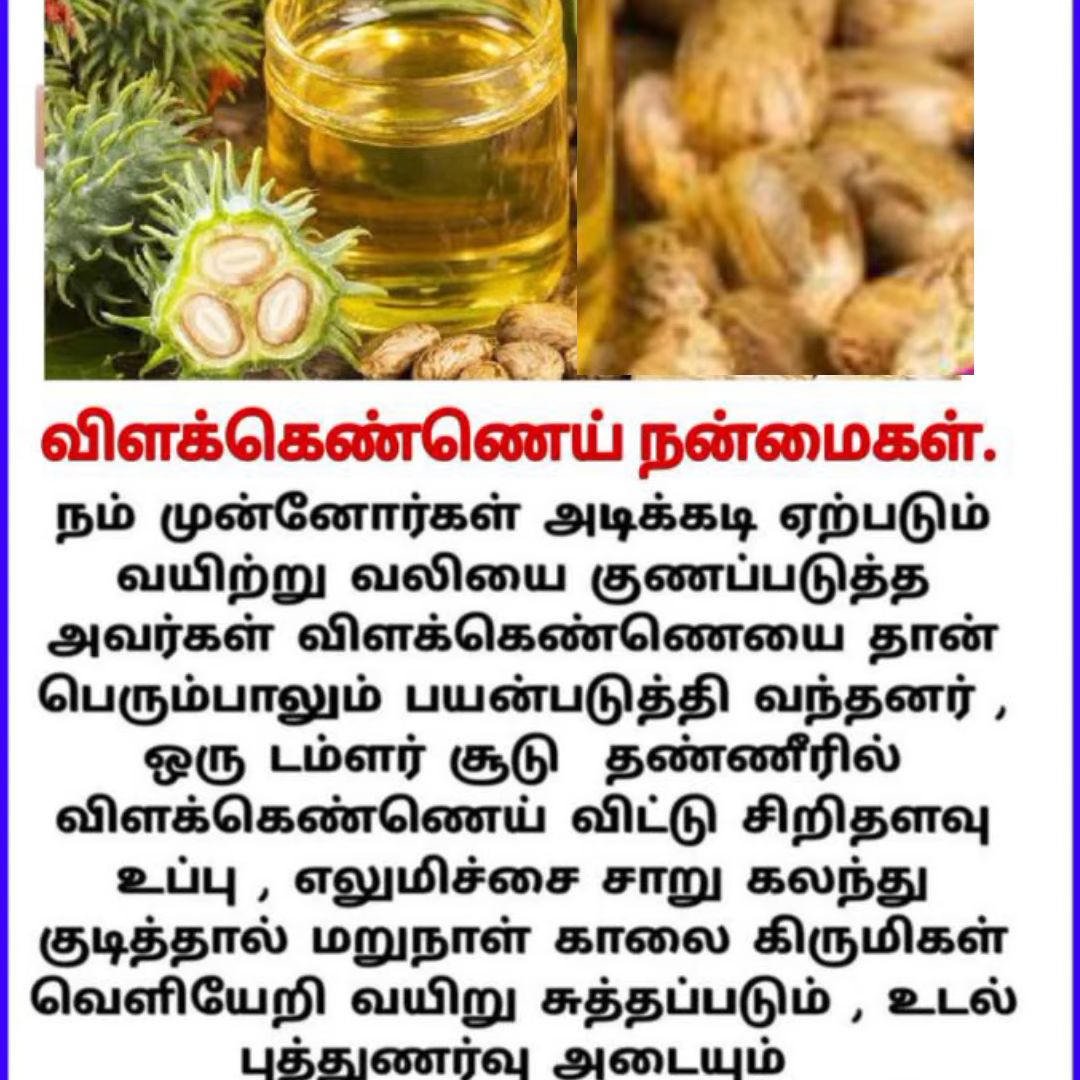 விளக்கெண்ணெய் நன்மைகள்.
நம் முன்னோர்கள் அடிக்கடி ஏற்படும்
வயிற்று வலியை குணப்படுத்த
அவர்கள் விளக்கெண்ணெயை தான்
பெரும்பாலும் பயன்படுத்தி வந்தனர் ,
ஒரு டம்ளர் சூடு தண்ணீரில்
விளக்கெண்ணெய் விட்டு சிறிதளவு
உப்பு , எலுமிச்சை சாறு கலந்து
குடித்தால் மறுநாள் காலை கிருமிகள்
வெளியேறி வயிறு சுத்தப்படும் , உடல்
புத்துணர்வு அடையும்